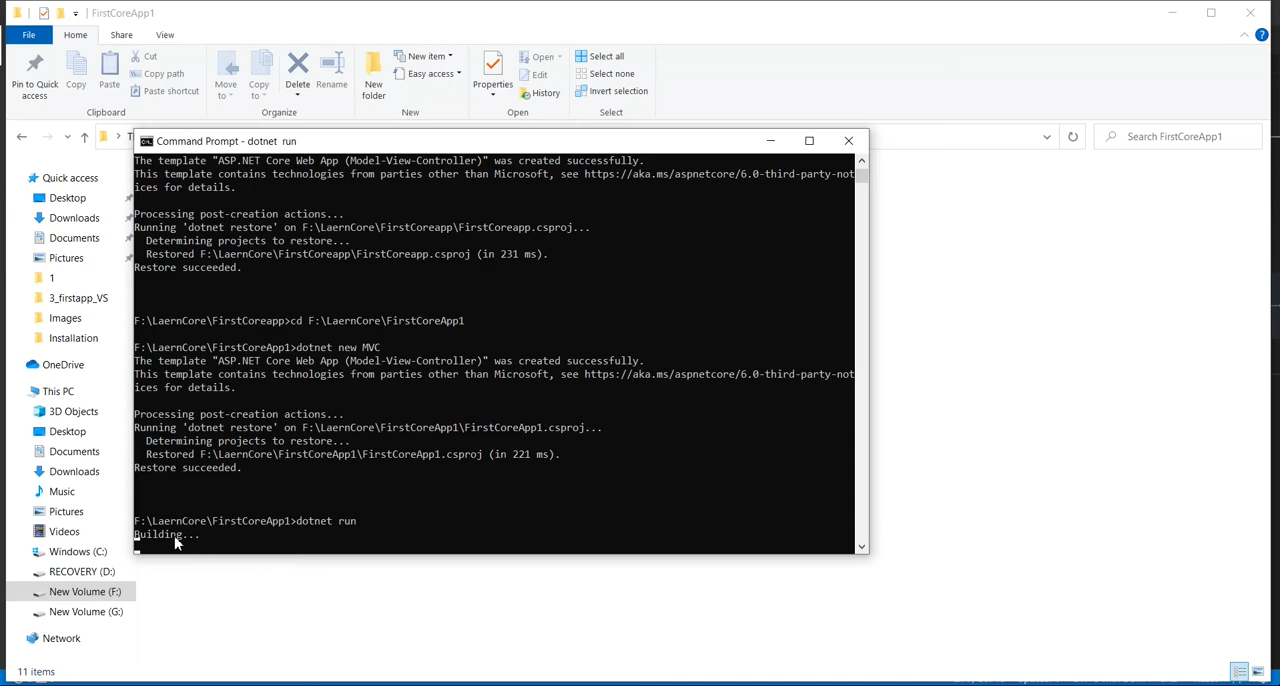 FirstCoreApp1
File
Home
Share
View
Pin to Quick access
Copy
Paste
Cut
Copy path
Paste shortcut
Clipboard
Move to
Copy to
Delete
Rename
Organize
New folder
New item
Easy access
New
Properties
Open
Edit
History
Open
Select all
Select none
Invert selection
Select
Search FirstCoreApp1
Quick access
Desktop
Downloads
Documents
Pictures
1
3_firstapp_VS
Images
Installation
OneDrive
This PC
3D Objects
Desktop
Documents
Downloads
Music
Pictures
Videos
Windows (C:)
RECOVERY (D:)
New Volume (F:)
New Volume (G:)
Network
11 items
Command Prompt - dotnet run
The template "ASP.NET Core Web App (Model-View-Controller)" was created successfully.
This template contains technologies from parties other than Microsoft, see https://aka.ms/aspnetcore/6.0-third-party-not
ices for details.
Processing post-creation actions...
Running 'dotnet restore' on F:\LaernCore\FirstCoreapp\FirstCoreapp.csproj...
Determining projects to restore...
Restored F:\LaernCore\FirstCoreapp\FirstCoreapp.csproj (in 231 ms).
Restore succeeded.
F:\LaernCore\FirstCoreapp>cd F:\LaernCore\FirstCoreApp1
F:\LaernCore\FirstCoreApp1>dotnet new MVC
The template "ASP.NET Core Web App (Model-View-Controller)" was created successfully.
This template contains technologies from parties other than Microsoft, see https://aka.ms/aspnetcore/6.0-third-party-not
ices for details.
Processing post-creation actions...
Running 'dotnet restore' on F:\LaernCore\FirstCoreApp1\FirstCoreApp1.csproj...
Determining projects to restore...
Restored F:\LaernCore\FirstCoreApp1\FirstCoreApp1.csproj (in 221 ms).
Restore succeeded.
F:\LaernCore\FirstCoreApp1>dotnet run
Building...